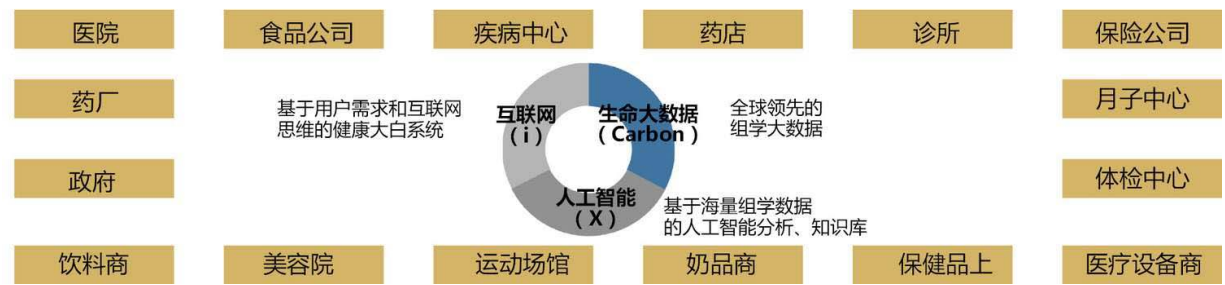 医院
食品公司
疾病中心
药店
诊所
保险公司
药厂
月子中心
基于用户需求和互联网
思维的健康大白系统
互联网
（i）
生命大数据
（Carbon）
全球领先的
组学大数据
政府
体检中心
人工智能
（X）
基于海量组学数据
的人工智能分析、知识库
饮料商
美容院
运动场馆
奶品商
保健品上
医疗设备商